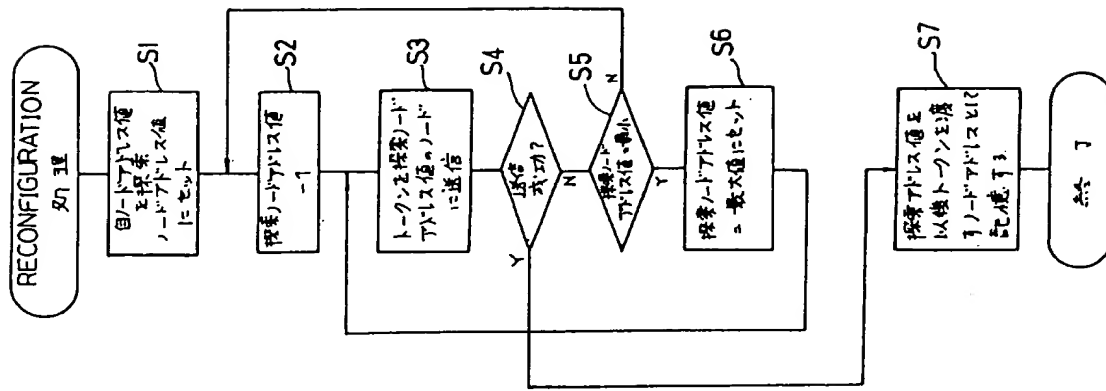 RECONFIGURATION
処理
S1
自ノードアドレス値
を探索
ノードアドレス値
にセット
S2
探索ノードアドレス値
-1
S3
トークンを探索ノード
アドレス値のノード
に送信
S4
送信
成功?
Y
N
S5
探索ノード
アドレス値=最小
N
Y
S6
探索ノードアドレス値
=最大値にセット
S7
探索アドレス値を
以後トークンを渡
すノードアドレスとして
記憶する
終了